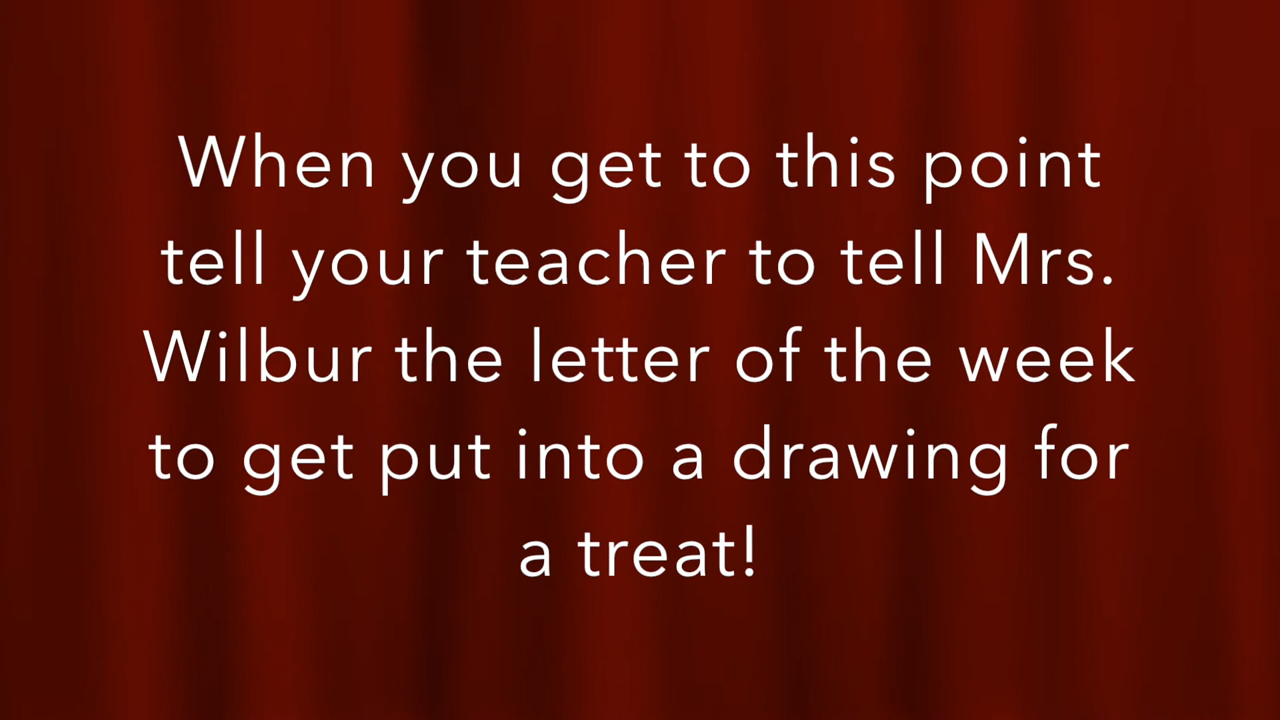 When you get to this point
tell your teacher to tell Mrs.
Wilbur the letter of the week
to get put into a drawing for
a treat!